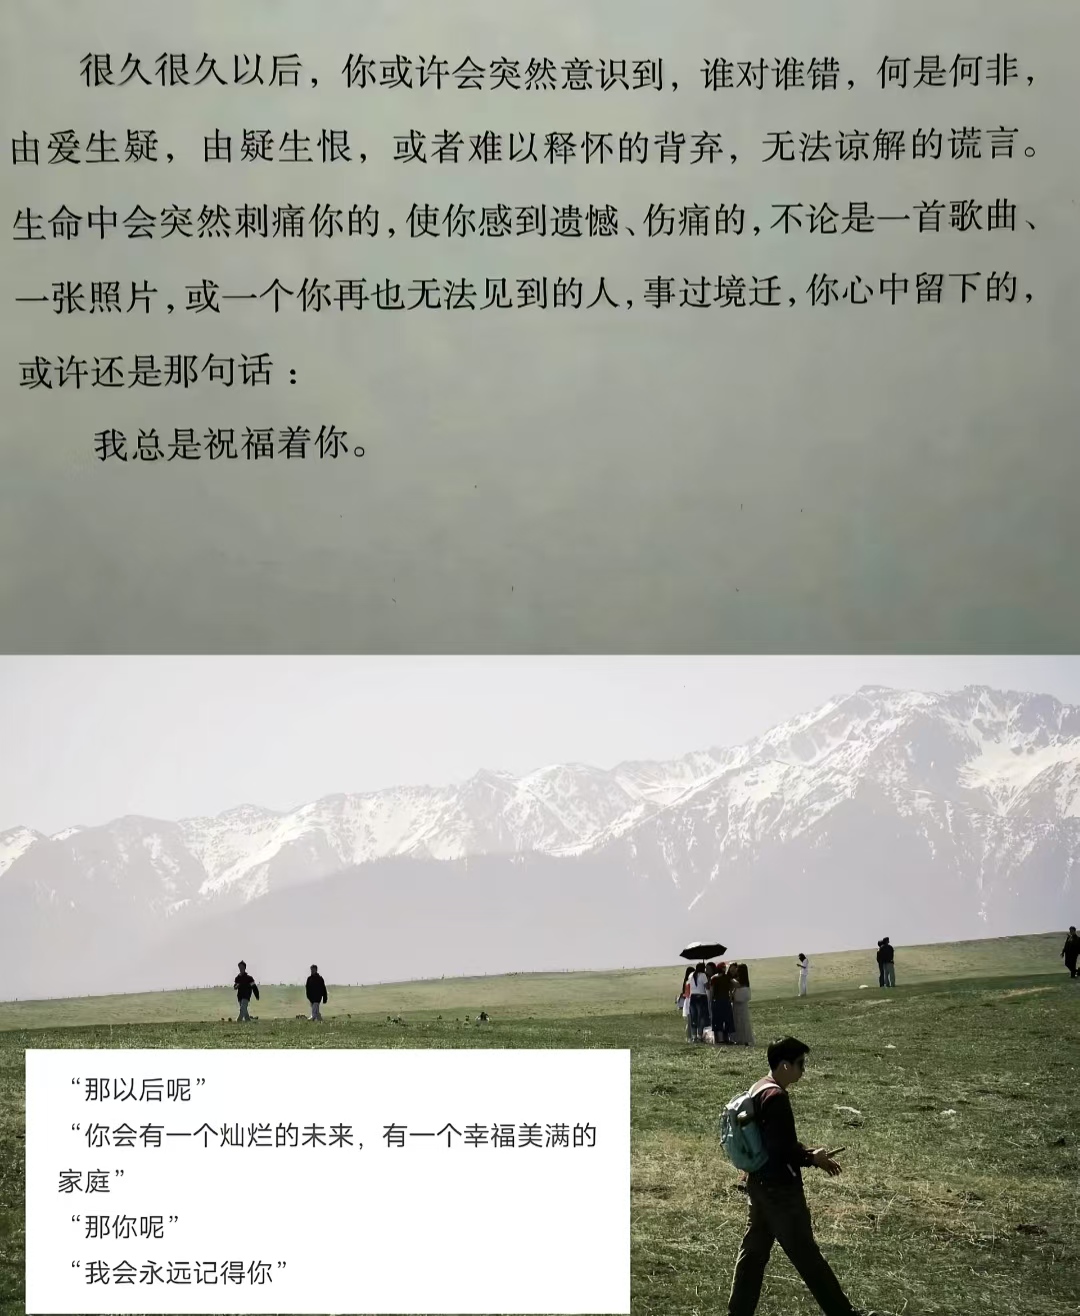 很久很久以后，你或许会突然意识到，谁对谁错，何是何非，
由爱生疑，由疑生恨，或者难以释怀的背弃，无法谅解的谎言。
生命中会突然刺痛你的，使你感到遗憾、伤痛的，不论是一首歌曲、
一张照片，或一个你再也无法见到的人，事过境迁，你心中留下的，
或许还是那句话：
我总是祝福着你。
“那以后呢”
“你会有一个灿烂的未来，有一个幸福美满的
家庭”
“那你呢”
“我会永远记得你”